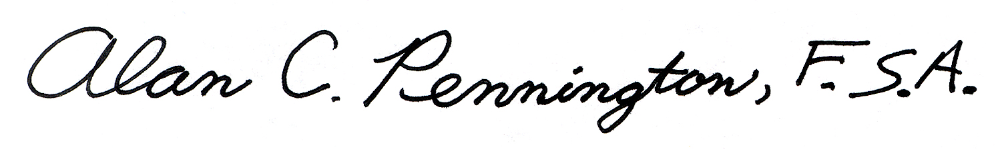 Alan C. Pennington, F.S.A.